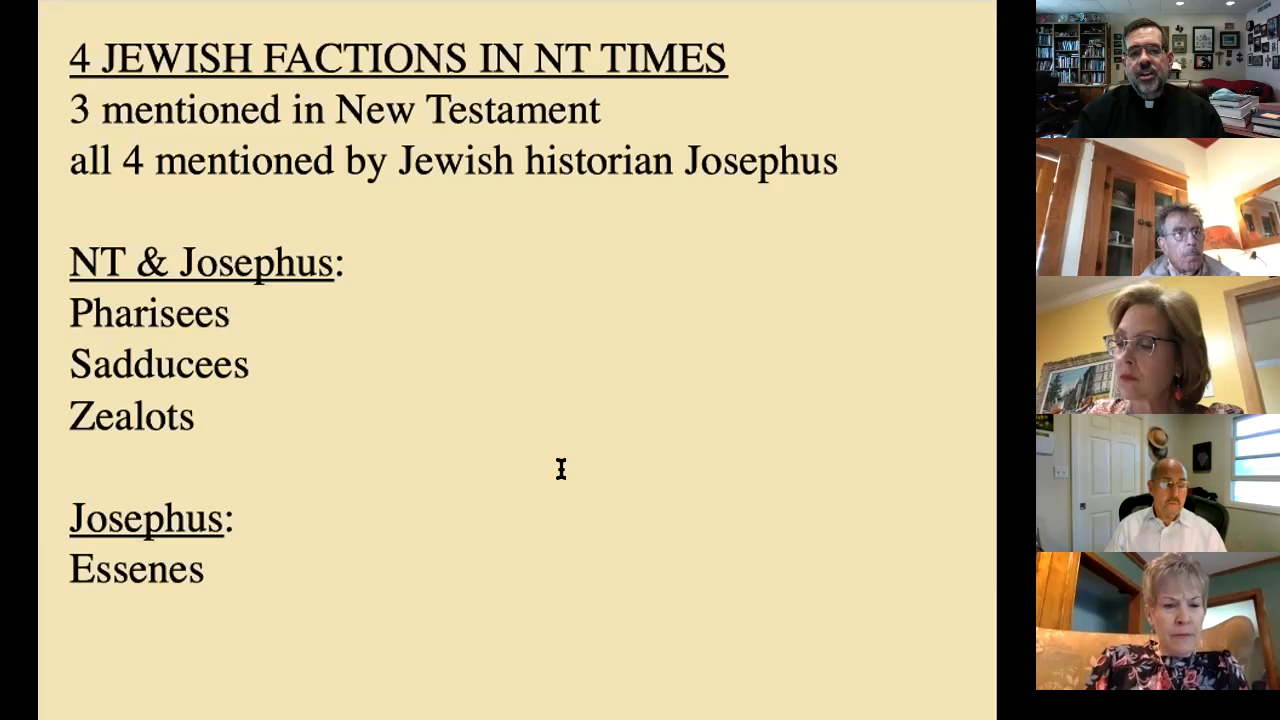 4 JEWISH FACTIONS IN NT TIMES
3 mentioned in New Testament
all 4 mentioned by Jewish historian Josephus
NT & Josephus:
Pharisees
Sadducees
Zealots
Josephus:
Essenes